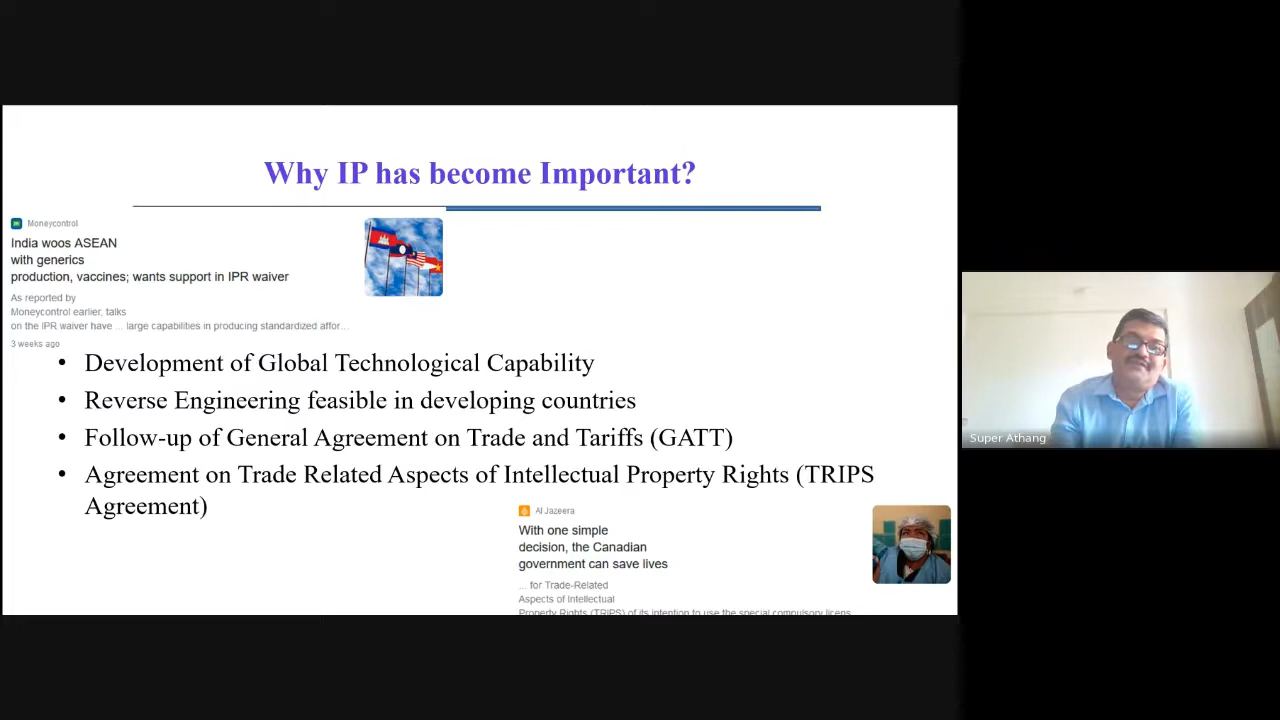 Why IP has become Important?
Moneycontrol
India woos ASEAN
with generics
production, vaccines; wants support in IPR waiver
As reported by
Moneycontrol earlier, talks
on the IPR waiver have ... large capabilities in producing standardized affor...
3 weeks ago
• Development of Global Technological Capability
• Reverse Engineering feasible in developing countries
• Follow-up of General Agreement on Trade and Tariffs (GATT)
• Agreement on Trade Related Aspects of Intellectual Property Rights (TRIPS
Agreement)
Al Jazeera
With one simple
decision, the Canadian
government can save lives
... for Trade-Related
Aspects of Intellectual
Property Rights (TRIPS) of its intention to use the special compulsory licens
Super Athang